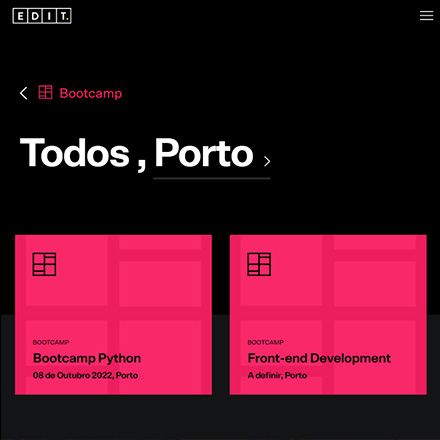 EDIT.
Bootcamp
Todos , Porto
BOOTCAMP
Bootcamp Python
08 de Outubro 2022, Porto
BOOTCAMP
Front-end Development
A definir, Porto